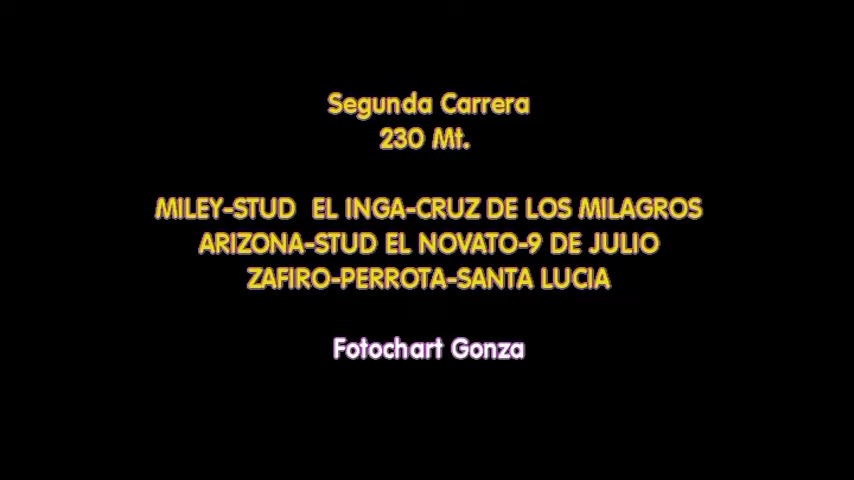 Segunda Carrera
230 Mt.
MILEY-STUD EL INGA-CRUZ DE LOS MILAGROS
ARIZONA-STUD EL NOVATO-9 DE JULIO
ZAFIRO-PERROTA-SANTA LUCIA
Fotochart Gonza